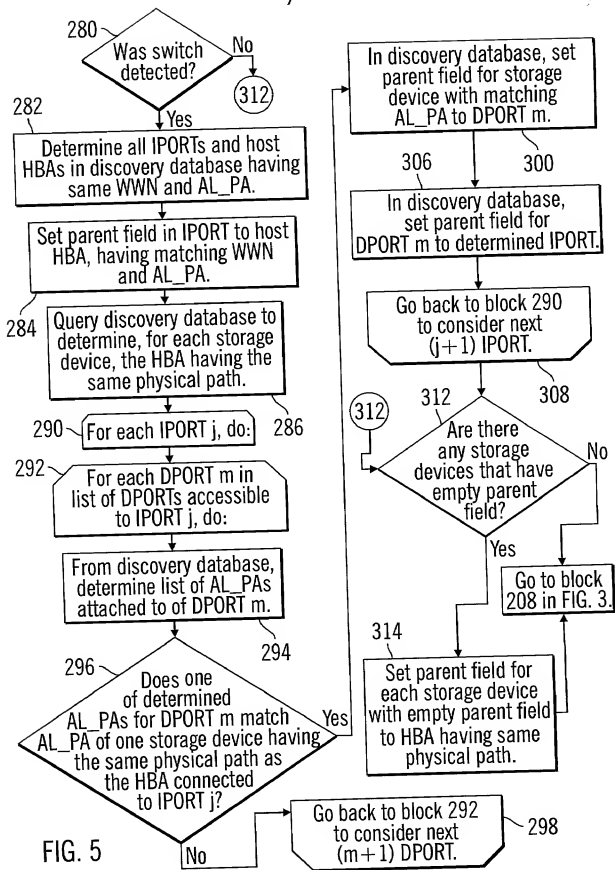 280
Was switch
detected?
No
312
Yes
282
Determine all IPORTs and host
HBAs in discovery database having
same WWN and AL_PA.
Set parent field in IPORT to host
HBA, having matching WWN
and AL_PA.
284
Query discovery database to
determine, for each storage
device, the HBA having the
same physical path.
286
290
For each IPORT j, do:
292
For each DPORT m in
list of DPORTs accessible
to IPORT j, do:
From discovery database,
determine list of AL_PAs
attached to of DPORT m.
294
296
Does one
of determined
AL_PAs for DPORT m match
AL_PA of one storage device having
the same physical path as
the HBA connected
to IPORT j?
Yes
No
Go back to block 292
to consider next
(m+1) DPORT.
298
In discovery database, set
parent field for storage
device with matching
AL_PA to DPORT m.
300
306
In discovery database,
set parent field for
DPORT m to determined IPORT.
Go back to block 290
to consider next
(j+1) IPORT.
308
312
312
Are there
any storage
devices that have
empty parent
field?
No
Yes
Go to block
208 in FIG. 3.
314
Set parent field for
each storage device
with empty parent field
to HBA having same
physical path.
FIG. 5